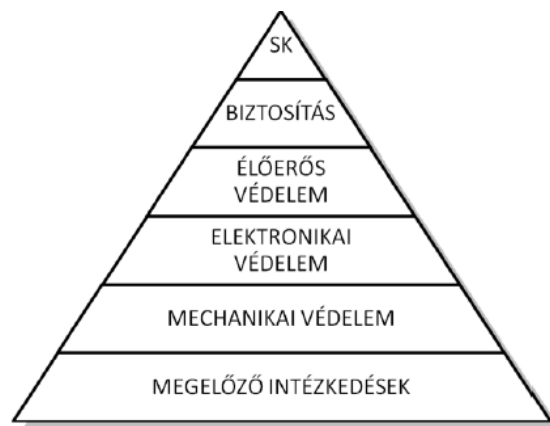 SK
BIZTOSÍTÁS
ÉLŐERŐS
VÉDELEM
ELEKTRONIKAI
VÉDELEM
MECHANIKAI VÉDELEM
MEGELŐZŐ INTÉZKEDÉSEK